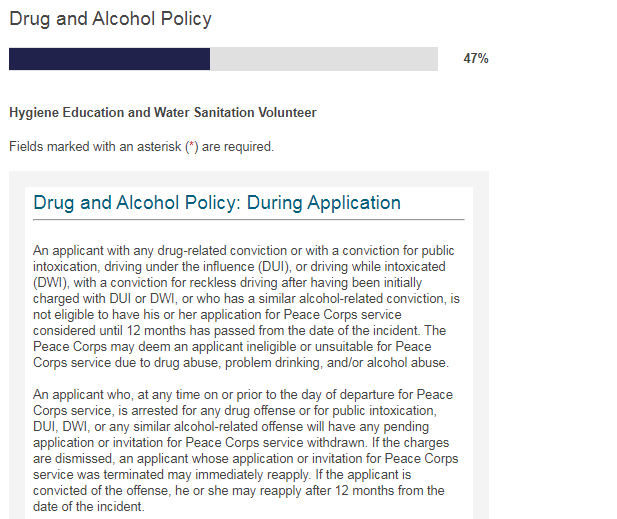 Drug and Alcohol Policy
47%
Hygiene Education and Water Sanitation Volunteer
Fields marked with an asterisk (*) are required.
Drug and Alcohol Policy: During Application
An applicant with any drug-related conviction or with a conviction for public
intoxication, driving under the influence (DUI), or driving while intoxicated
(DWI), with a conviction for reckless driving after having been initially
charged with DUI or DWI, or who has a similar alcohol-related conviction, is
not eligible to have his or her application for Peace Corps service
considered until 12 months has passed from the date of the incident. The
Peace Corps may deem an applicant ineligible or unsuitable for Peace
Corps service due to drug abuse, problem drinking, and/or alcohol abuse.
An applicant who, at any time on or prior to the day of departure for Peace
Corps service, is arrested for any drug offense or for public intoxication,
DUI, DWI, or any similar alcohol-related offense will have any pending
application or invitation for Peace Corps service withdrawn. If the charges
are dismissed, an applicant whose application or invitation for Peace Corps
service was terminated may immediately reapply. If the applicant is
convicted of the offense, he or she may reapply after 12 months from the
date of the incident.